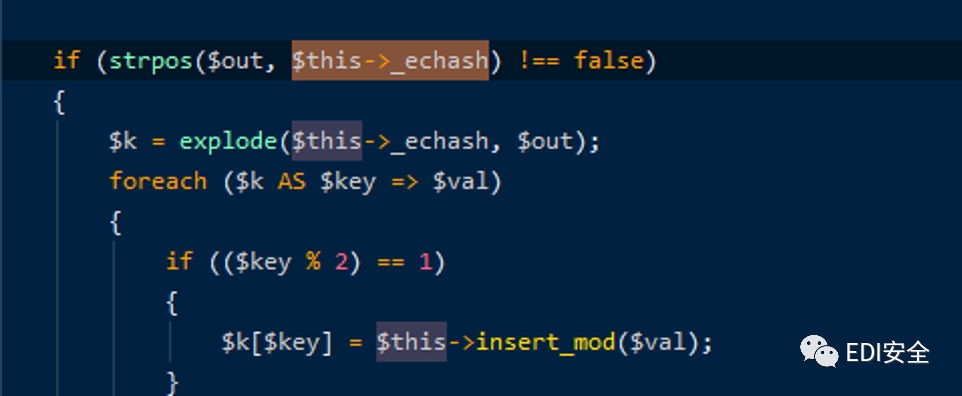 if (strpos($out, $this->_echash) !== false)
{
$k = explode($this->_echash, $out);
foreach ($k AS $key => $val)
{
if (($key % 2) == 1)
{
$k[$key] = $this->insert_mod($val);
}
EDI安全